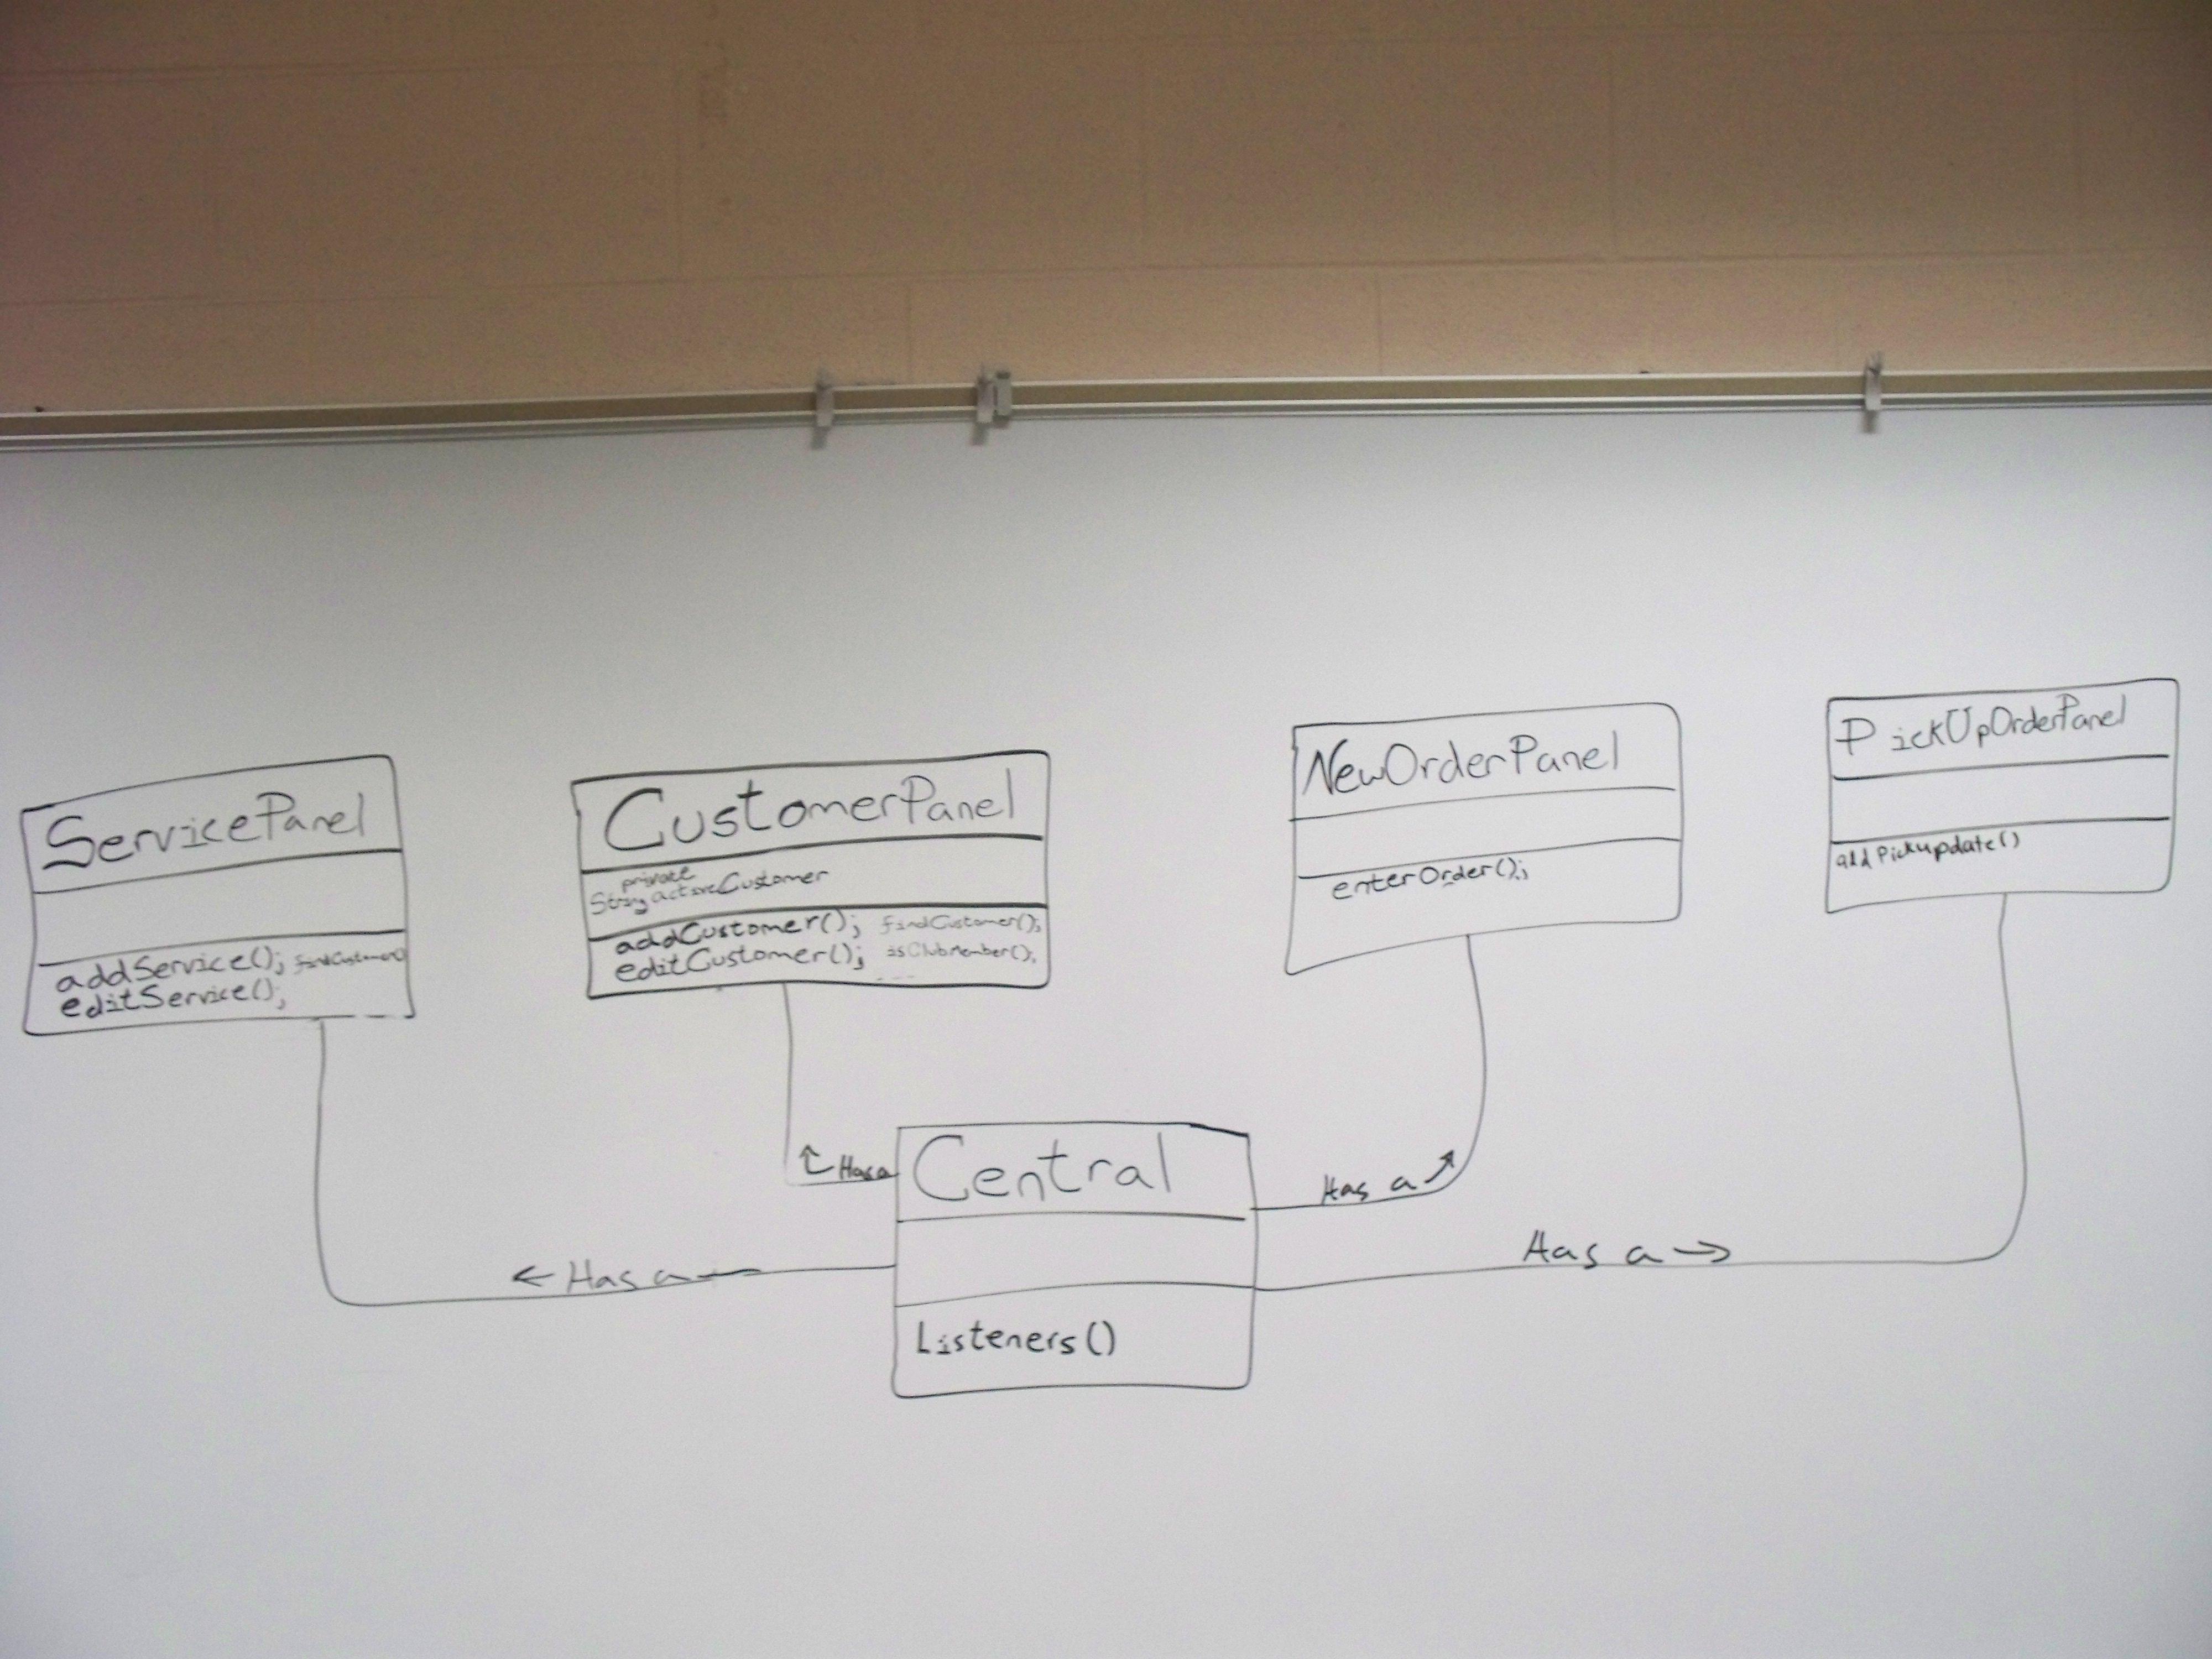 ServicePanel
addService(); findCustomer()
editService();
CustomerPanel
private
String activeCustomer
addCustomer(); findCustomer();
editCustomer(); isClubMember();
NewOrderPanel
enterOrder();
PickUpOrderPanel
addPickupdate()
Has a
Central
Has a
Has a
Has a
Listeners()